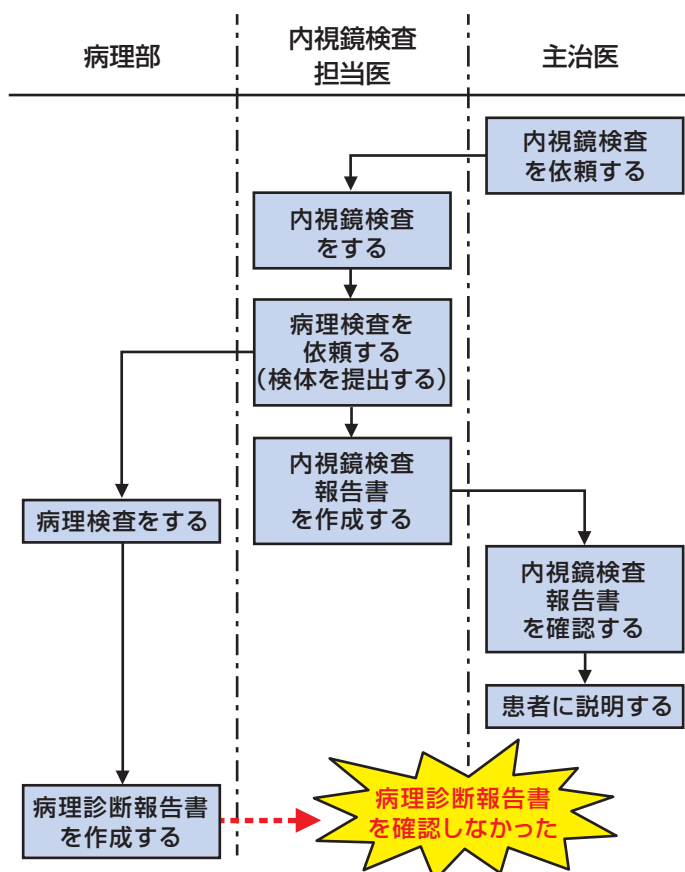 病理部
内視鏡検査
担当医
主治医
内視鏡検査
を依頼する
内視鏡検査
をする
病理検査を
依頼する
(検体を提出する)
内視鏡検査
報告書
を作成する
病理検査をする
内視鏡検査
報告書
を確認する
患者に説明する
病理診断報告書
を作成する
病理診断報告書
を確認しなかった